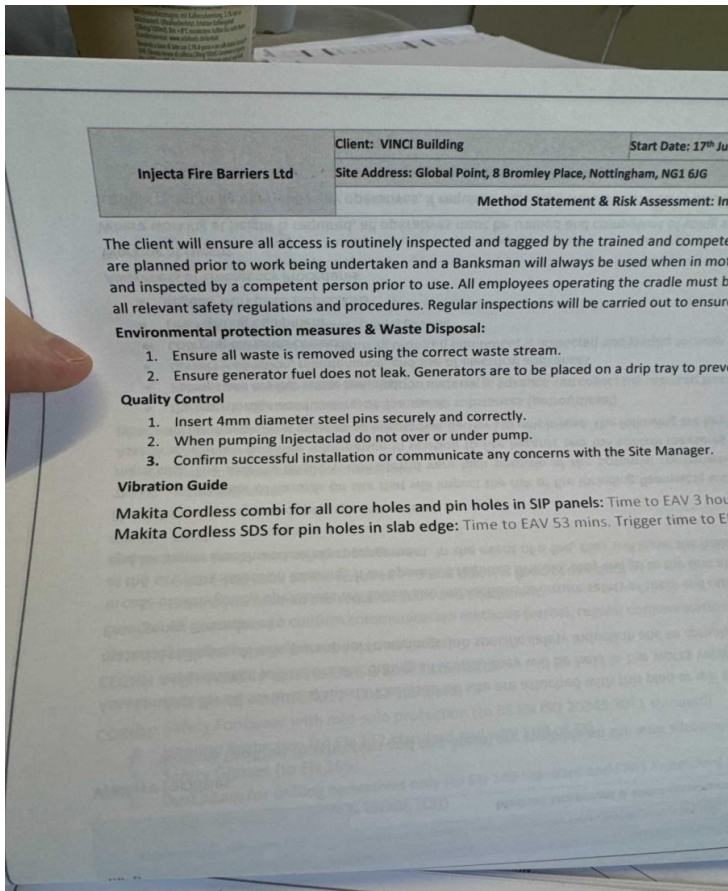 Client: VINCI Building
Start Date: 17th Ju
Injecta Fire Barriers Ltd
Site Address: Global Point, 8 Bromley Place, Nottingham, NG1 6JG
Method Statement & Risk Assessment: In
The client will ensure all access is routinely inspected and tagged by the trained and compete
are planned prior to work being undertaken and a Banksman will always be used when in mo
and inspected by a competent person prior to use. All employees operating the cradle must b
all relevant safety regulations and procedures. Regular inspections will be carried out to ensure
Environmental protection measures & Waste Disposal:
1. Ensure all waste is removed using the correct waste stream.
2. Ensure generator fuel does not leak. Generators are to be placed on a drip tray to prev
Quality Control
1. Insert 4mm diameter steel pins securely and correctly.
2. When pumping Injectaclad do not over or under pump.
3. Confirm successful installation or communicate any concerns with the Site Manager.
Vibration Guide
Makita Cordless combi for all core holes and pin holes in SIP panels: Time to EAV 3 hou
Makita Cordless SDS for pin holes in slab edge: Time to EAV 53 mins. Trigger time to E